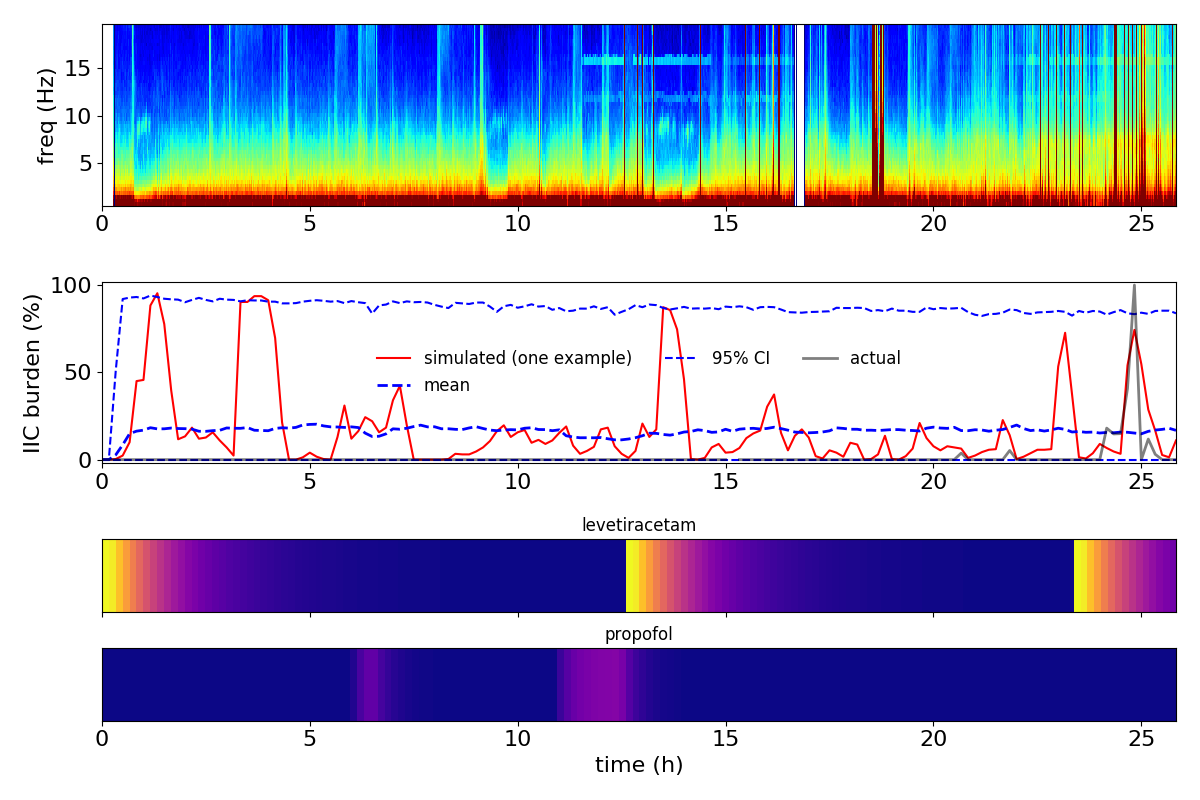 15
10
5
freq (Hz)
0 5 10 15 20 25
100
50
0
IIC burden (%)
simulated (one example) 95% CI actual
mean
0 5 10 15 20 25
levetiracetam
propofol
0 5 10 15 20 25
time (h)